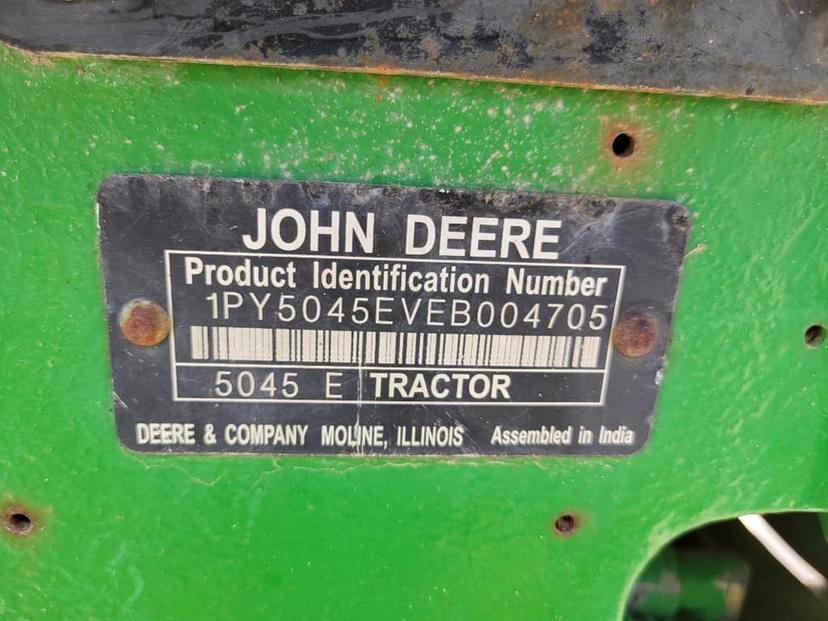 JOHN DEERE
Product Identification Number
1PY5045EVEB004705
5045 E TRACTOR
DEERE & COMPANY MOLINE, ILLINOIS Assembled in India